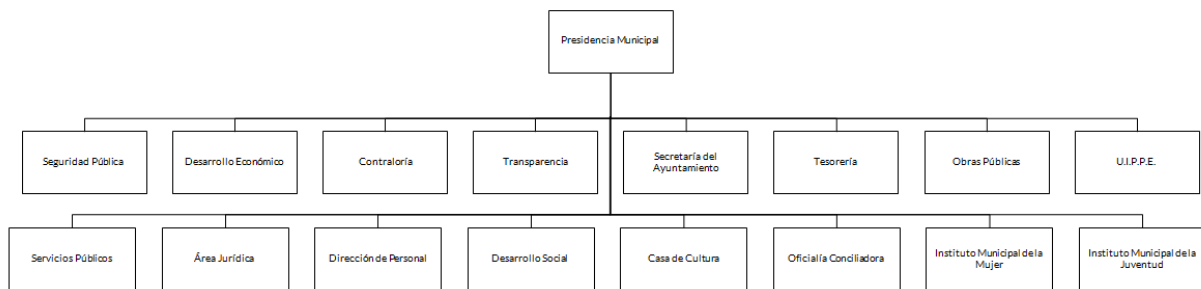 Presidencia Municipal
Seguridad Pública
Desarrollo Económico
Contraloría
Transparencia
Secretaría del
Ayuntamiento
Tesorería
Obras Públicas
U.I.P.P.E.
Servicios Públicos
Área Jurídica
Dirección de Personal
Desarrollo Social
Casa de Cultura
Oficialía Conciliadora
Instituto Municipal de la
Mujer
Instituto Municipal de la
Juventud